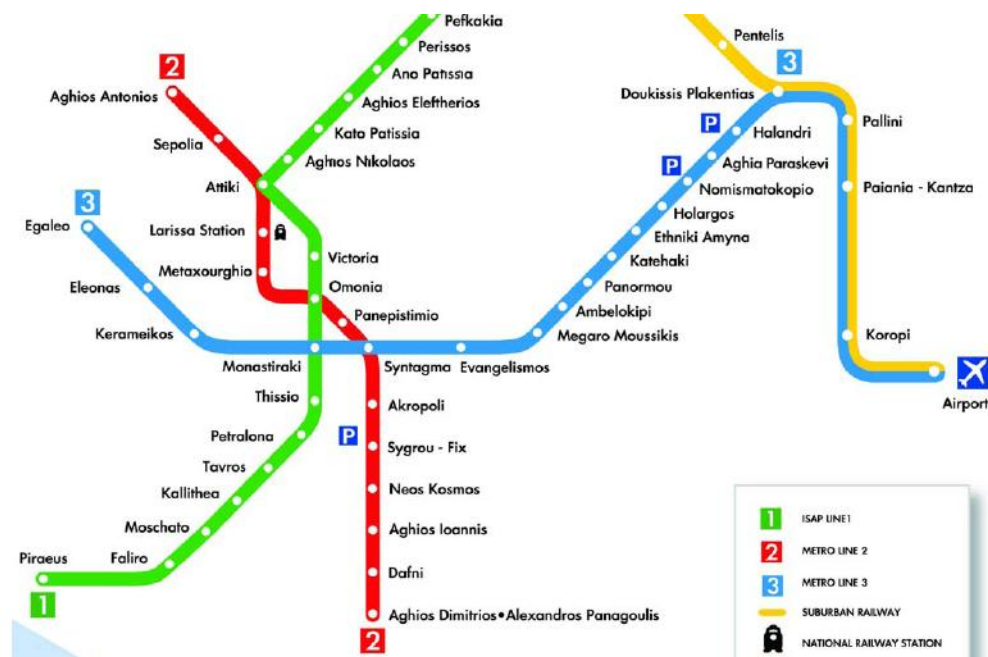 Pefkakia
Perissos
Ano Patissia
Aghios Eleftherios
Kato Patissia
Aghios Nikolaos
2
Aghios Antonios
Sepolia
Attiki
3
Egaleo
Eleonas
Kerameikos
Larissa Station
Metaxourghio
Victoria
Omonia
Panepistimio
Monastiraki
Syntagma
Evangelismos
Megaro Moussikis
Ambelokipi
Panormou
Katehaki
Ethniki Amyna
Holargos
Nomismatokopio
P
Aghia Paraskevi
P
Halandri
Doukissis Plakentias
3
Pentelis
Pallini
Paiania - Kantza
Koropi
Airport
Thissio
Petralona
Tavros
Kallithea
Moschato
Faliro
Piraeus
1
Akropoli
P
Sygrou - Fix
Neos Kosmos
Aghios Ioannis
Dafni
Aghios Dimitrios•Alexandros Panagoulis
2
1 ISAP LINE1
2 METRO LINE 2
3 METRO LINE 3
SUBURBAN RAILWAY
NATIONAL RAILWAY STATION